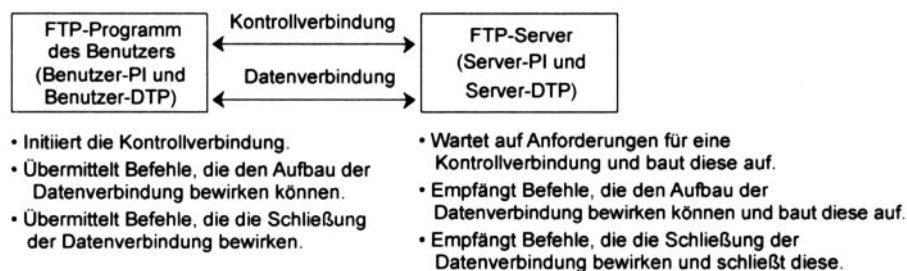 FTP-Programm
des Benutzers
(Benutzer-PI und
Benutzer-DTP)
Kontrollverbindung
Datenverbindung
FTP-Server
(Server-PI und
Server-DTP)
• Initiiert die Kontrollverbindung.
• Übermittelt Befehle, die den Aufbau der
Datenverbindung bewirken können.
• Übermittelt Befehle, die die Schließung
der Datenverbindung bewirken.
• Wartet auf Anforderungen für eine
Kontrollverbindung und baut diese auf.
• Empfängt Befehle, die den Aufbau der
Datenverbindung bewirken können und baut diese auf.
• Empfängt Befehle, die die Schließung der
Datenverbindung bewirken und schließt diese.